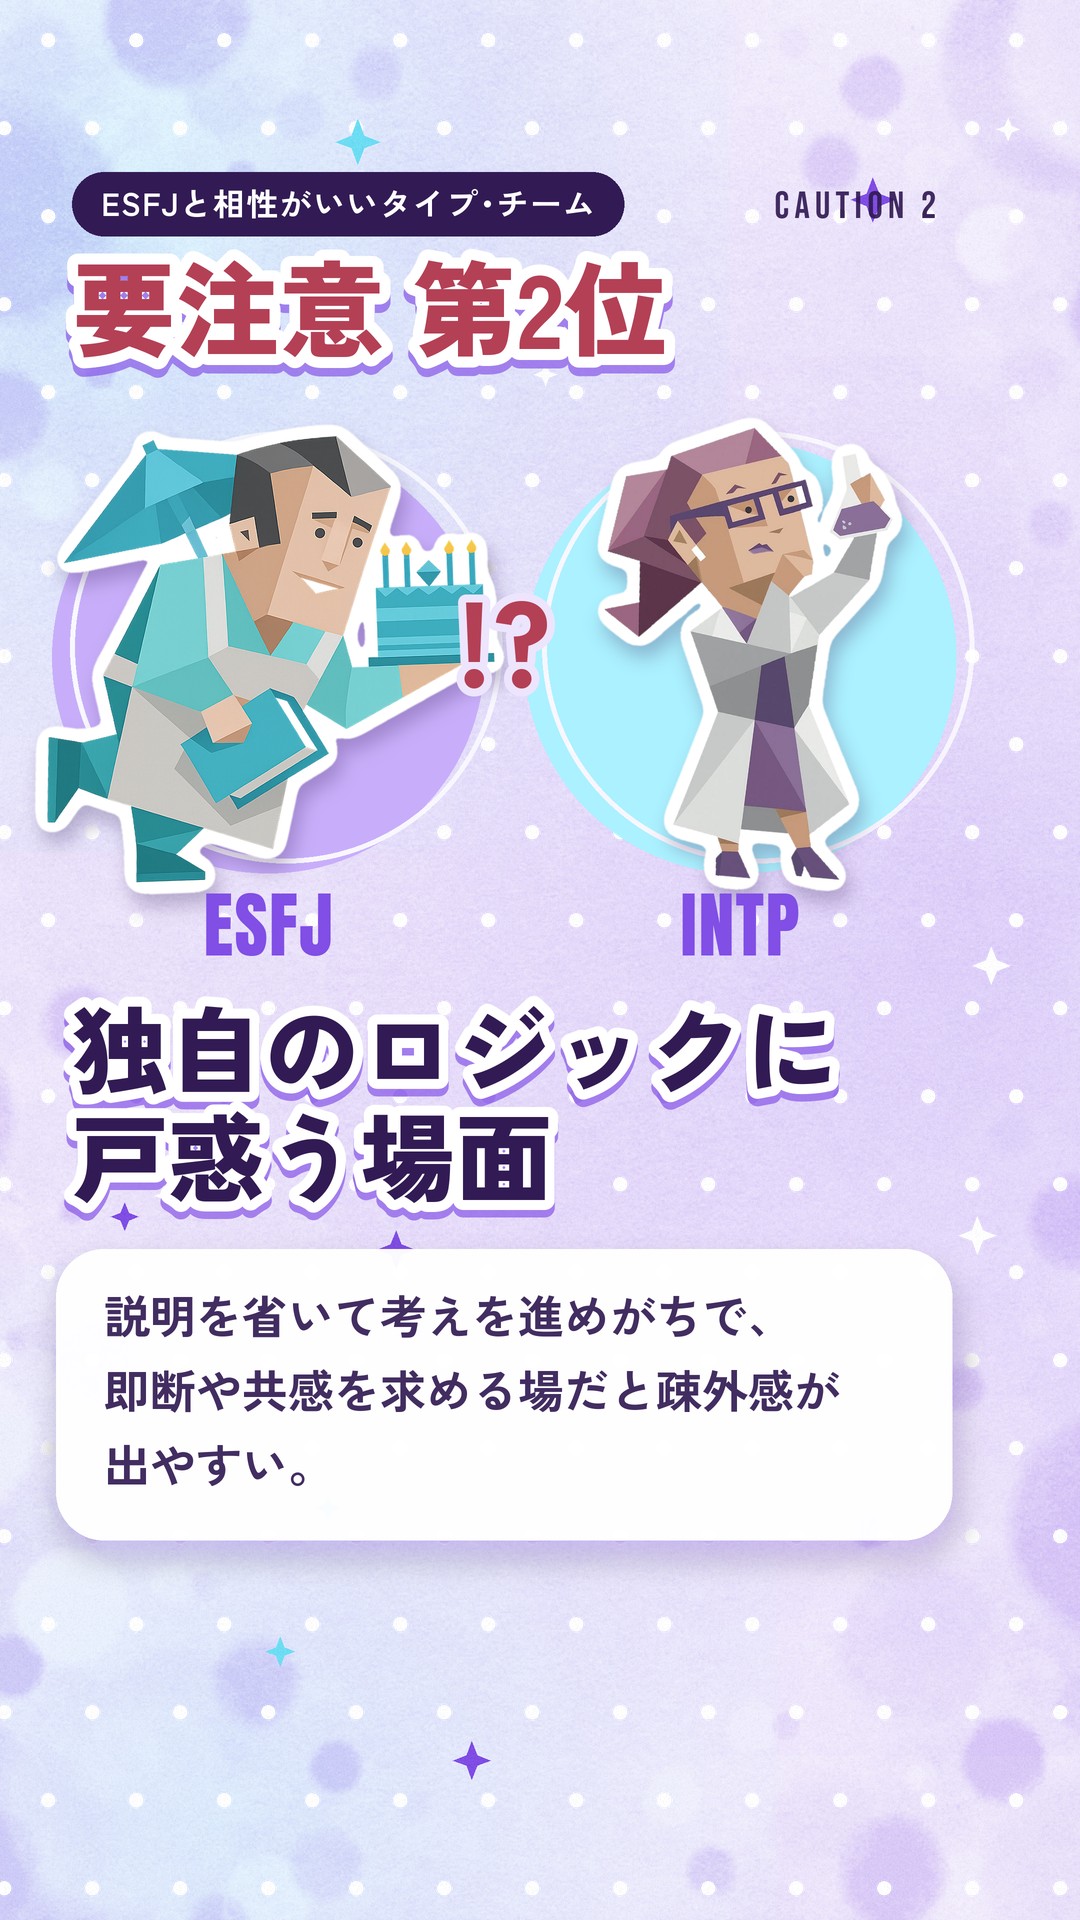 ESFJと相性がいいタイプ・チーム
CAUTION 2
要注意 第2位
!?
ESFJ
INTP
独自のロジックに
戸惑う場面
説明を省いて考えを進めがちで、
即断や共感を求める場だと疎外感が
出やすい。